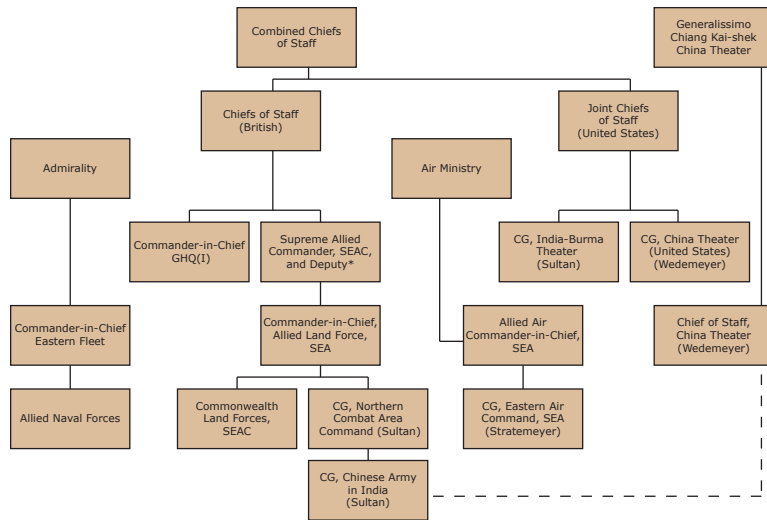 Combined Chiefs
of Staff
Generalissimo
Chiang Kai-shek
China Theater
Chiefs of Staff
(British)
Joint Chiefs
of Staff
(United States)
Admirality
Air Ministry
Commander-in-Chief
GHQ(I)
Supreme Allied
Commander, SEAC,
and Deputy*
CG, India-Burma
Theater
(Sultan)
CG, China Theater
(United States)
(Wedemeyer)
Commander-in-Chief
Eastern Fleet
Commander-in-Chief,
Allied Land Force,
SEA
Allied Air
Commander-in-Chief,
SEA
Chief of Staff,
China Theater
(Wedemeyer)
Allied Naval Forces
Commonwealth
Land Forces,
SEAC
CG, Northern
Combat Area
Command (Sultan)
CG, Eastern Air
Command, SEA
(Stratemeyer)
CG, Chinese Army
in India
(Sultan)